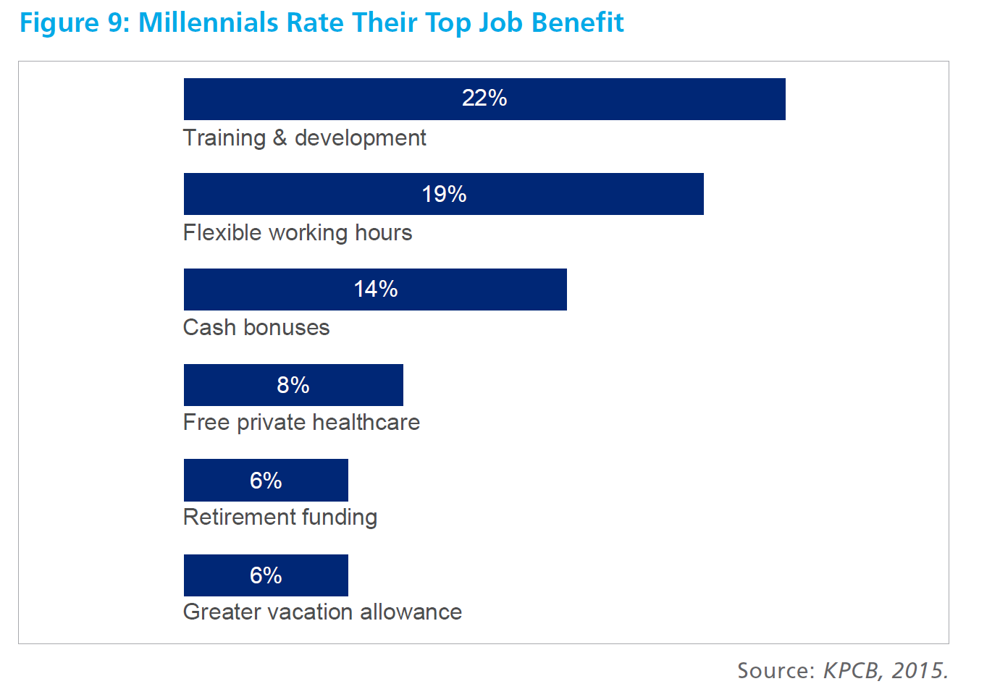 Figure 9: Millennials Rate Their Top Job Benefit
22%
Training & development
19%
Flexible working hours
14%
Cash bonuses
8%
Free private healthcare
6%
Retirement funding
6%
Greater vacation allowance
Source: KPCB, 2015.